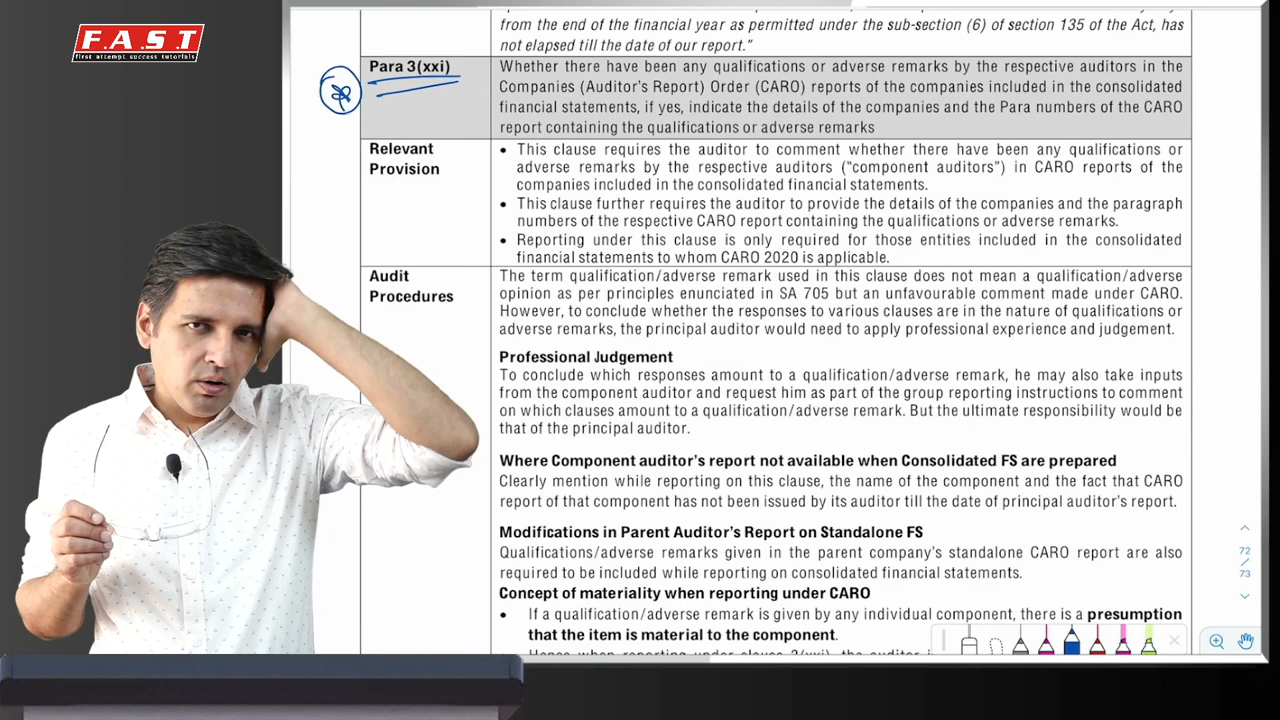 F.A.S.T
first attempt success tutorials
from the end of the financial year as permitted under the sub-section (6) of section 135 of the Act, has
not elapsed till the date of our report."
Para 3(xxi)
Whether there have been any qualifications or adverse remarks by the respective auditors in the
Companies (Auditor's Report) Order (CARO) reports of the companies included in the consolidated
financial statements, if yes, indicate the details of the companies and the Para numbers of the CARO
report containing the qualifications or adverse remarks
Relevant
Provision
• This clause requires the auditor to comment whether there have been any qualifications or
adverse remarks by the respective auditors ("component auditors") in CARO reports of the
companies included in the consolidated financial statements.
• This clause further requires the auditor to provide the details of the companies and the paragraph
numbers of the respective CARO report containing the qualifications or adverse remarks.
• Reporting under this clause is only required for those entities included in the consolidated
financial statements to whom CARO 2020 is applicable.
Audit
Procedures
The term qualification/adverse remark used in this clause does not mean a qualification/adverse
opinion as per principles enunciated in SA 705 but an unfavourable comment made under CARO.
However, to conclude whether the responses to various clauses are in the nature of qualifications or
adverse remarks, the principal auditor would need to apply professional experience and judgement.
Professional Judgement
To conclude which responses amount to a qualification/adverse remark, he may also take inputs
from the component auditor and request him as part of the group reporting instructions to comment
on which clauses amount to a qualification/adverse remark. But the ultimate responsibility would be
that of the principal auditor.
Where Component auditor's report not available when Consolidated FS are prepared
Clearly mention while reporting on this clause, the name of the component and the fact that CARO
report of that component has not been issued by its auditor till the date of principal auditor's report.
Modifications in Parent Auditor's Report on Standalone FS
Qualifications/adverse remarks given in the parent company's standalone CARO report are also
required to be included while reporting on consolidated financial statements.
Concept of materiality when reporting under CARO
• If a qualification/adverse remark is given by any individual component, there is a presumption
that the item is material to the component.
72
/
73